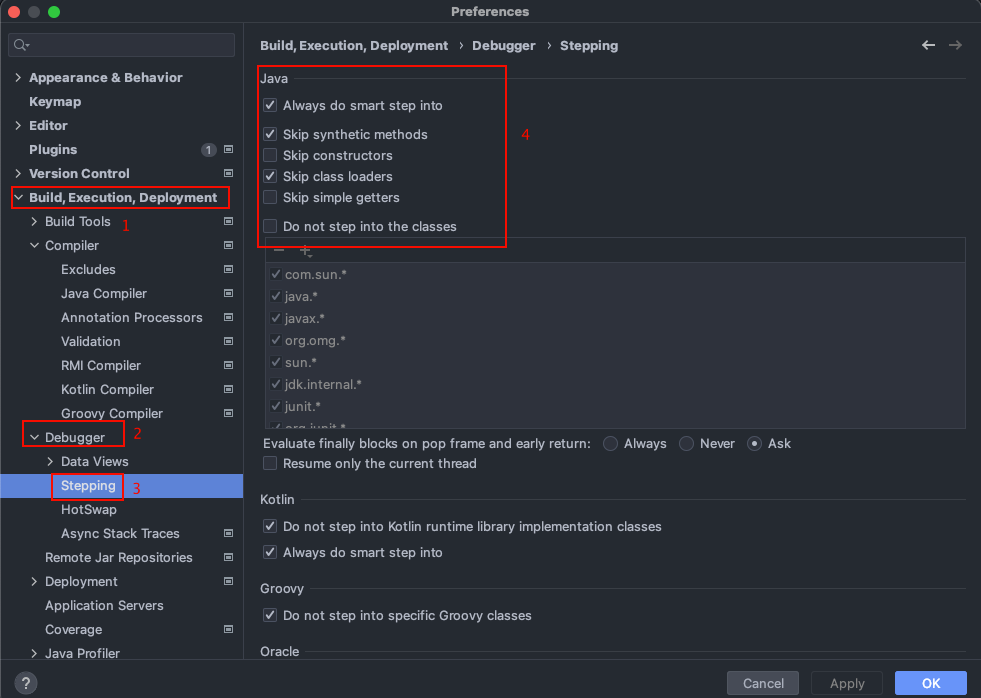 Preferences
Build, Execution, Deployment › Debugger › Stepping
Appearance & Behavior
Keymap
Editor
Plugins 1
Version Control
Build, Execution, Deployment
1
Build Tools
Compiler
Excludes
Java Compiler
Annotation Processors
Validation
RMI Compiler
Kotlin Compiler
Groovy Compiler
Debugger 2
Data Views
Stepping 3
HotSwap
Async Stack Traces
Remote Jar Repositories
Deployment
Application Servers
Coverage
Java Profiler
Java
Always do smart step into
4
Skip synthetic methods
Skip constructors
Skip class loaders
Skip simple getters
Do not step into the classes
com.sun.*
java.*
javax.*
org.omg.*
sun.*
jdk.internal.*
junit.*
org.junit.*
Evaluate finally blocks on pop frame and early return: Always Never Ask
Resume only the current thread
Kotlin
Do not step into Kotlin runtime library implementation classes
Always do smart step into
Groovy
Do not step into specific Groovy classes
Oracle
? Cancel Apply OK